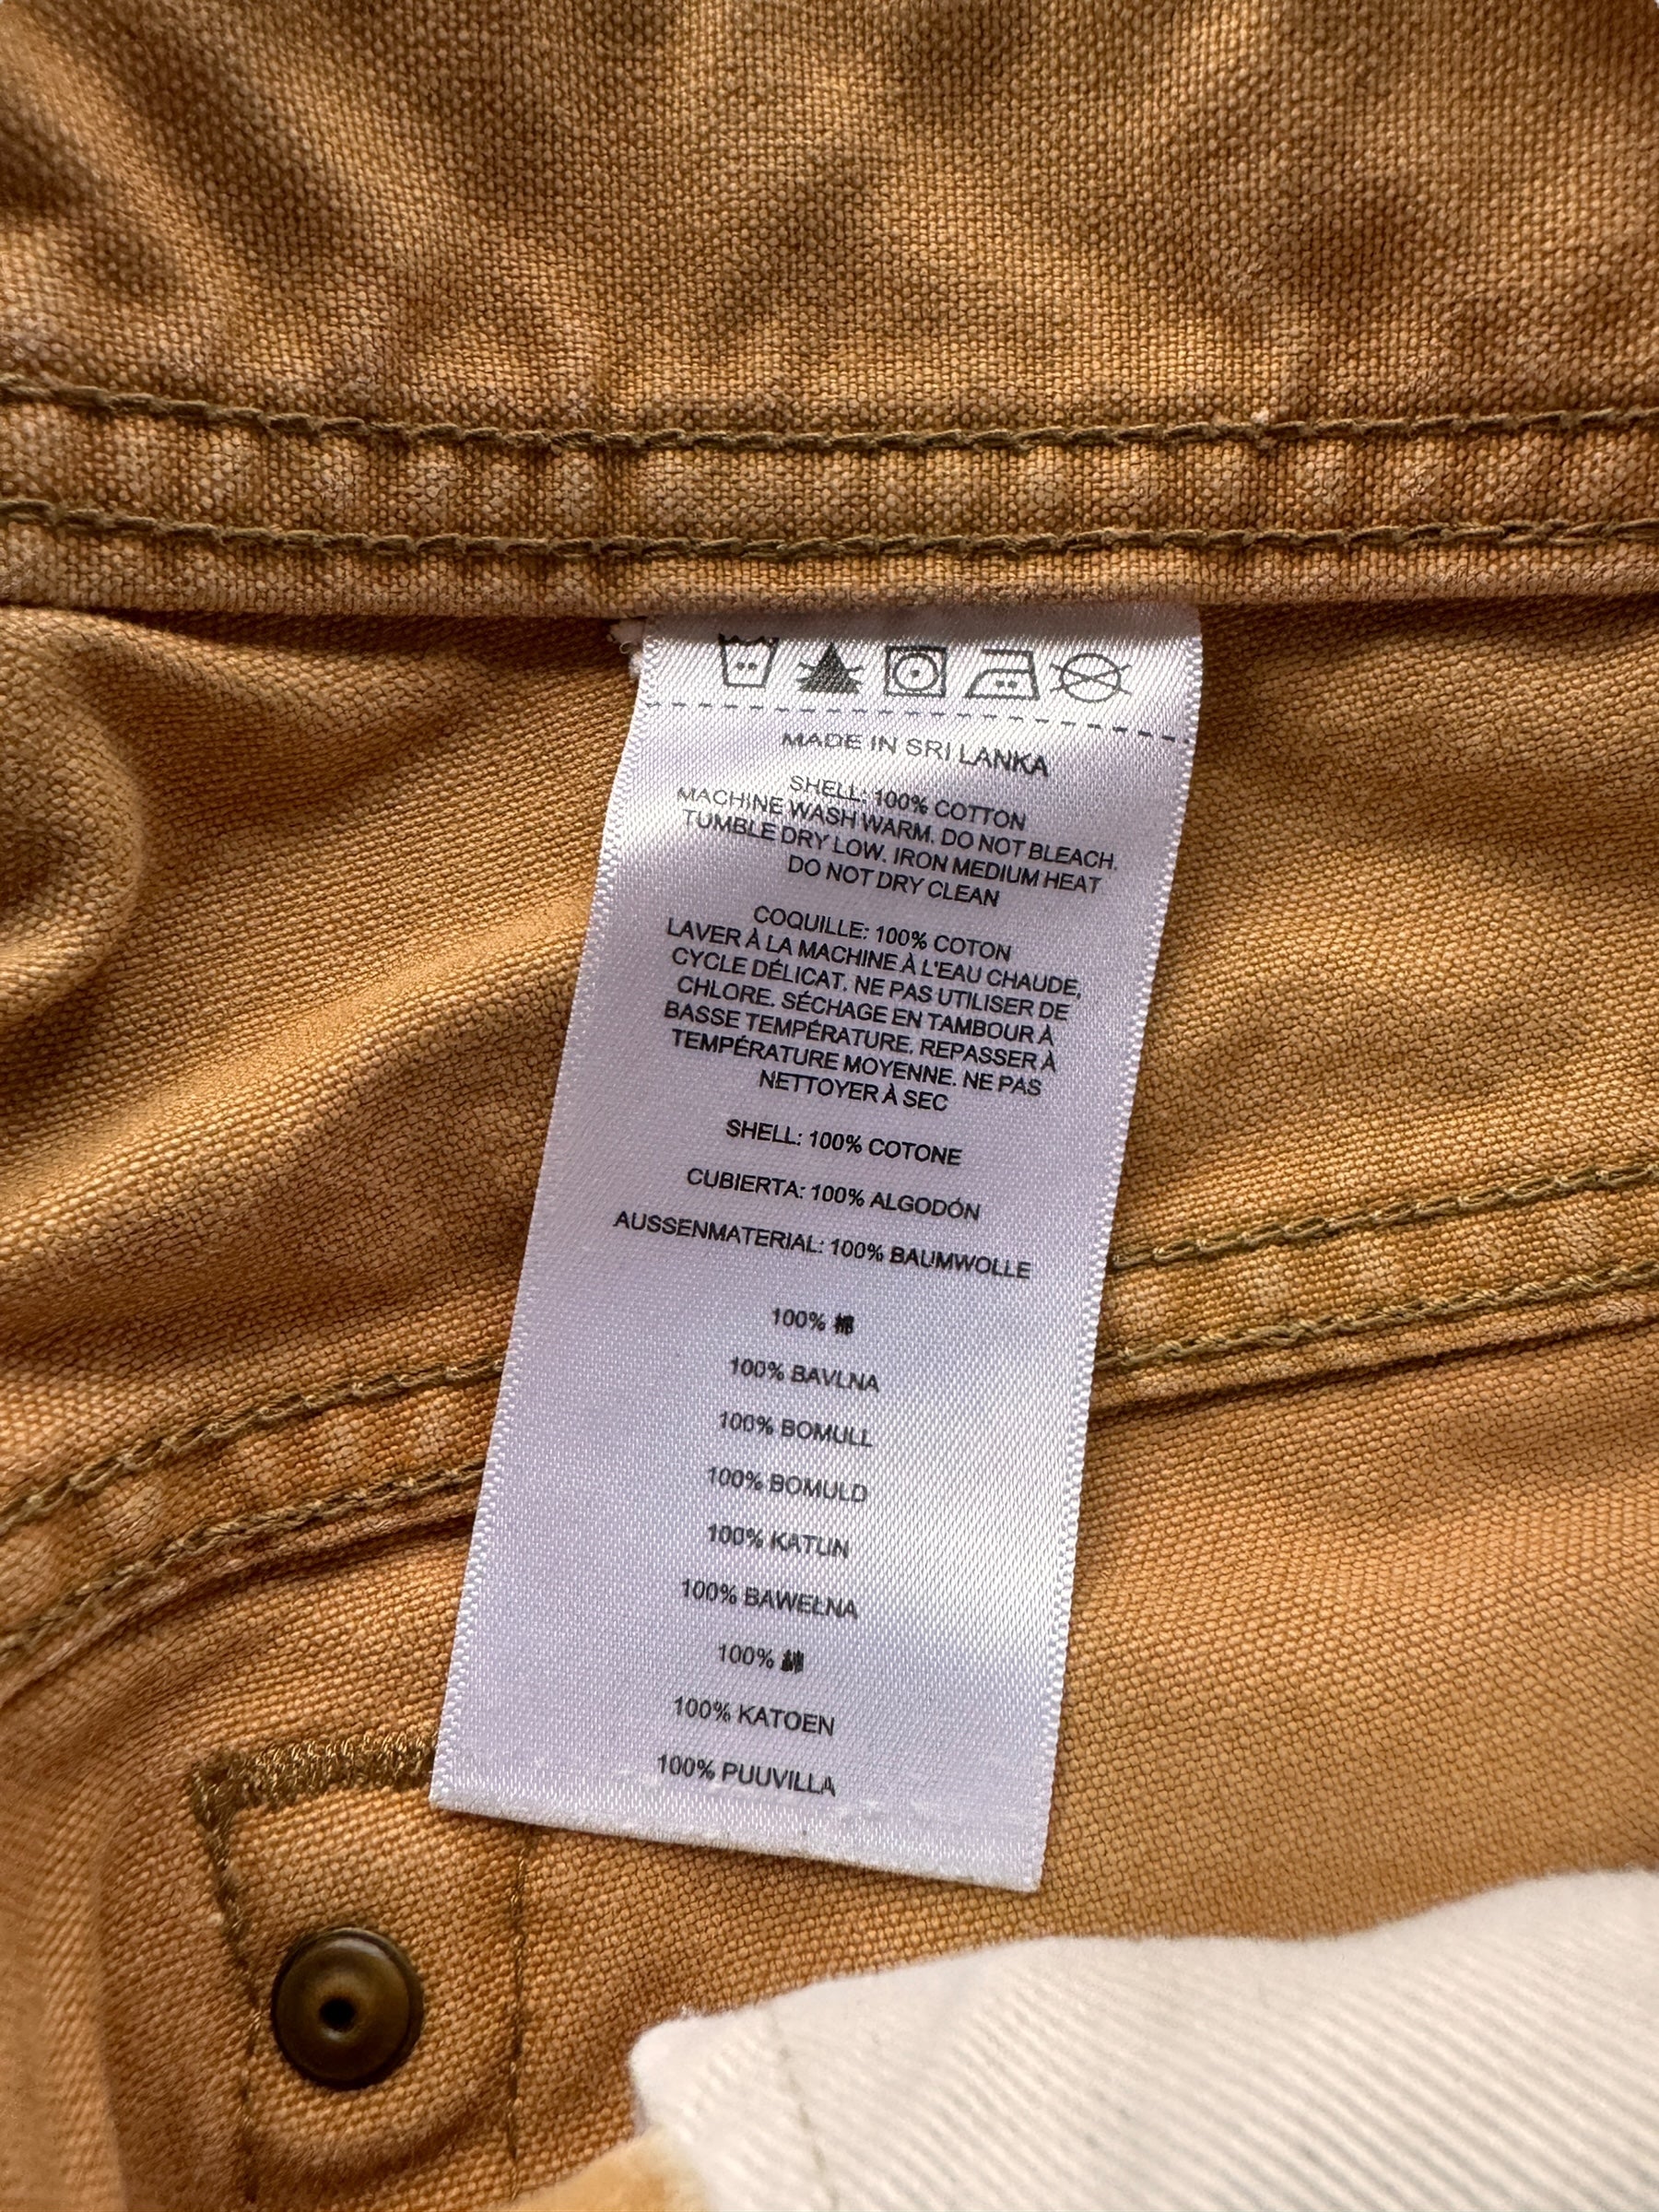 MADE IN SRI LANKA
SHELL: 100% COTTON
MACHINE WASH WARM. DO NOT BLEACH.
TUMBLE DRY LOW. IRON MEDIUM HEAT
DO NOT DRY CLEAN
COQUILLE: 100% COTON
LAVER À LA MACHINE À L'EAU CHAUDE,
CYCLE DÉLICAT. NE PAS UTILISER DE
CHLORE. SÉCHAGE EN TAMBOUR À
BASSE TEMPÉRATURE. REPASSER À
TEMPÉRATURE MOYENNE. NE PAS
NETTOYER À SEC
SHELL: 100% COTONE
CUBIERTA: 100% ALGODÓN
AUSSENMATERIAL: 100% BAUMWOLLE
100% 棉
100% BAVLNA
100% BOMULL
100% BOMULD
100% KATUN
100% BAWEŁNA
100% 綿
100% KATOEN
100% PUUVILLA